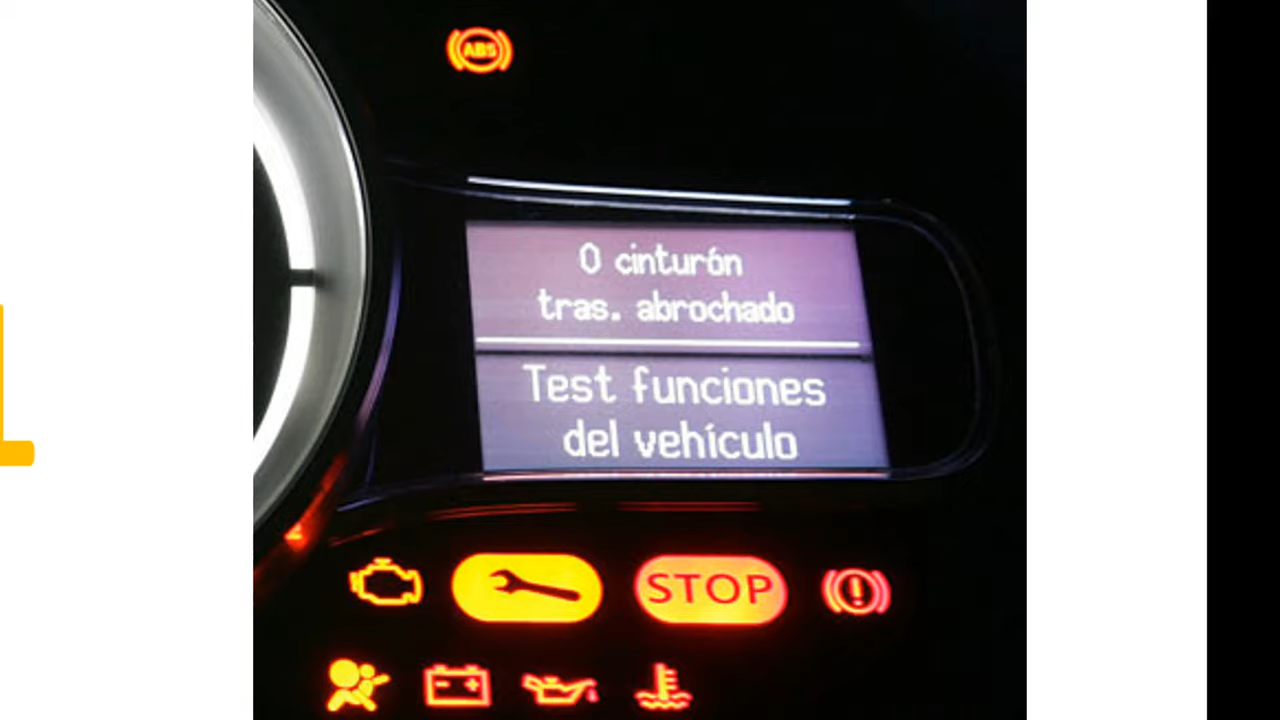 ABS
0 cinturón
tras. abrochado
Test funciones
del vehículo
STOP